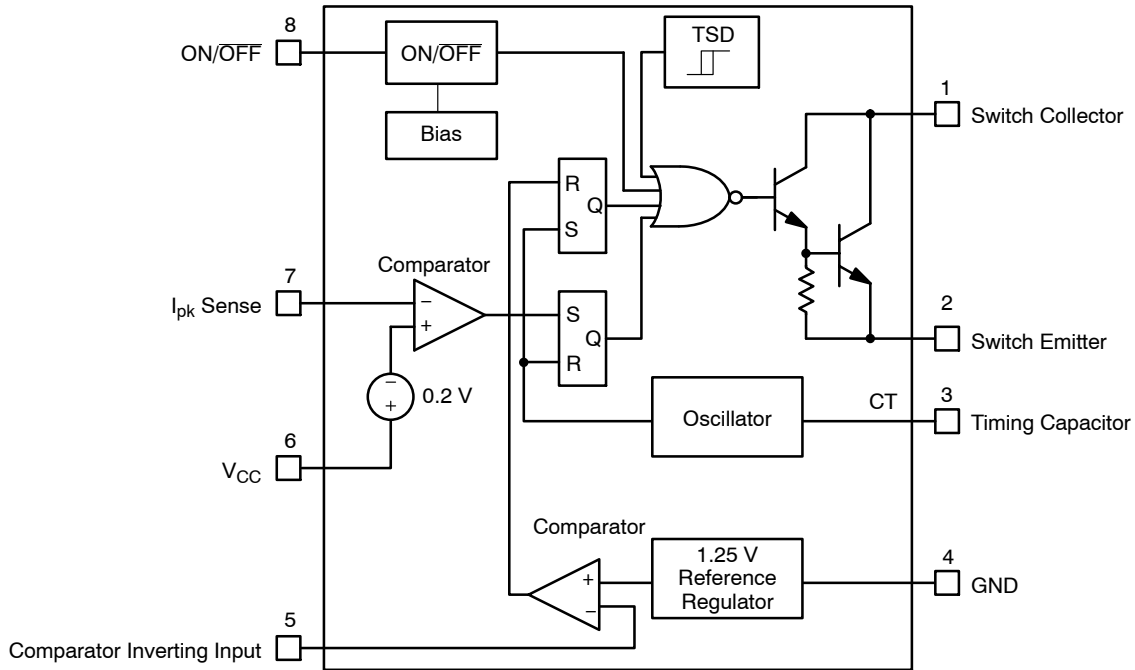 8
ON/OFF
ON/OFF
Bias
TSD
1
Switch Collector
R
Q
S
Comparator
7
Ipk Sense
−
+
S
Q
R
2
Switch Emitter
−
+
0.2 V
Oscillator
CT
3
Timing Capacitor
6
VCC
Comparator
+
−
1.25 V
Reference
Regulator
4
GND
5
Comparator Inverting Input